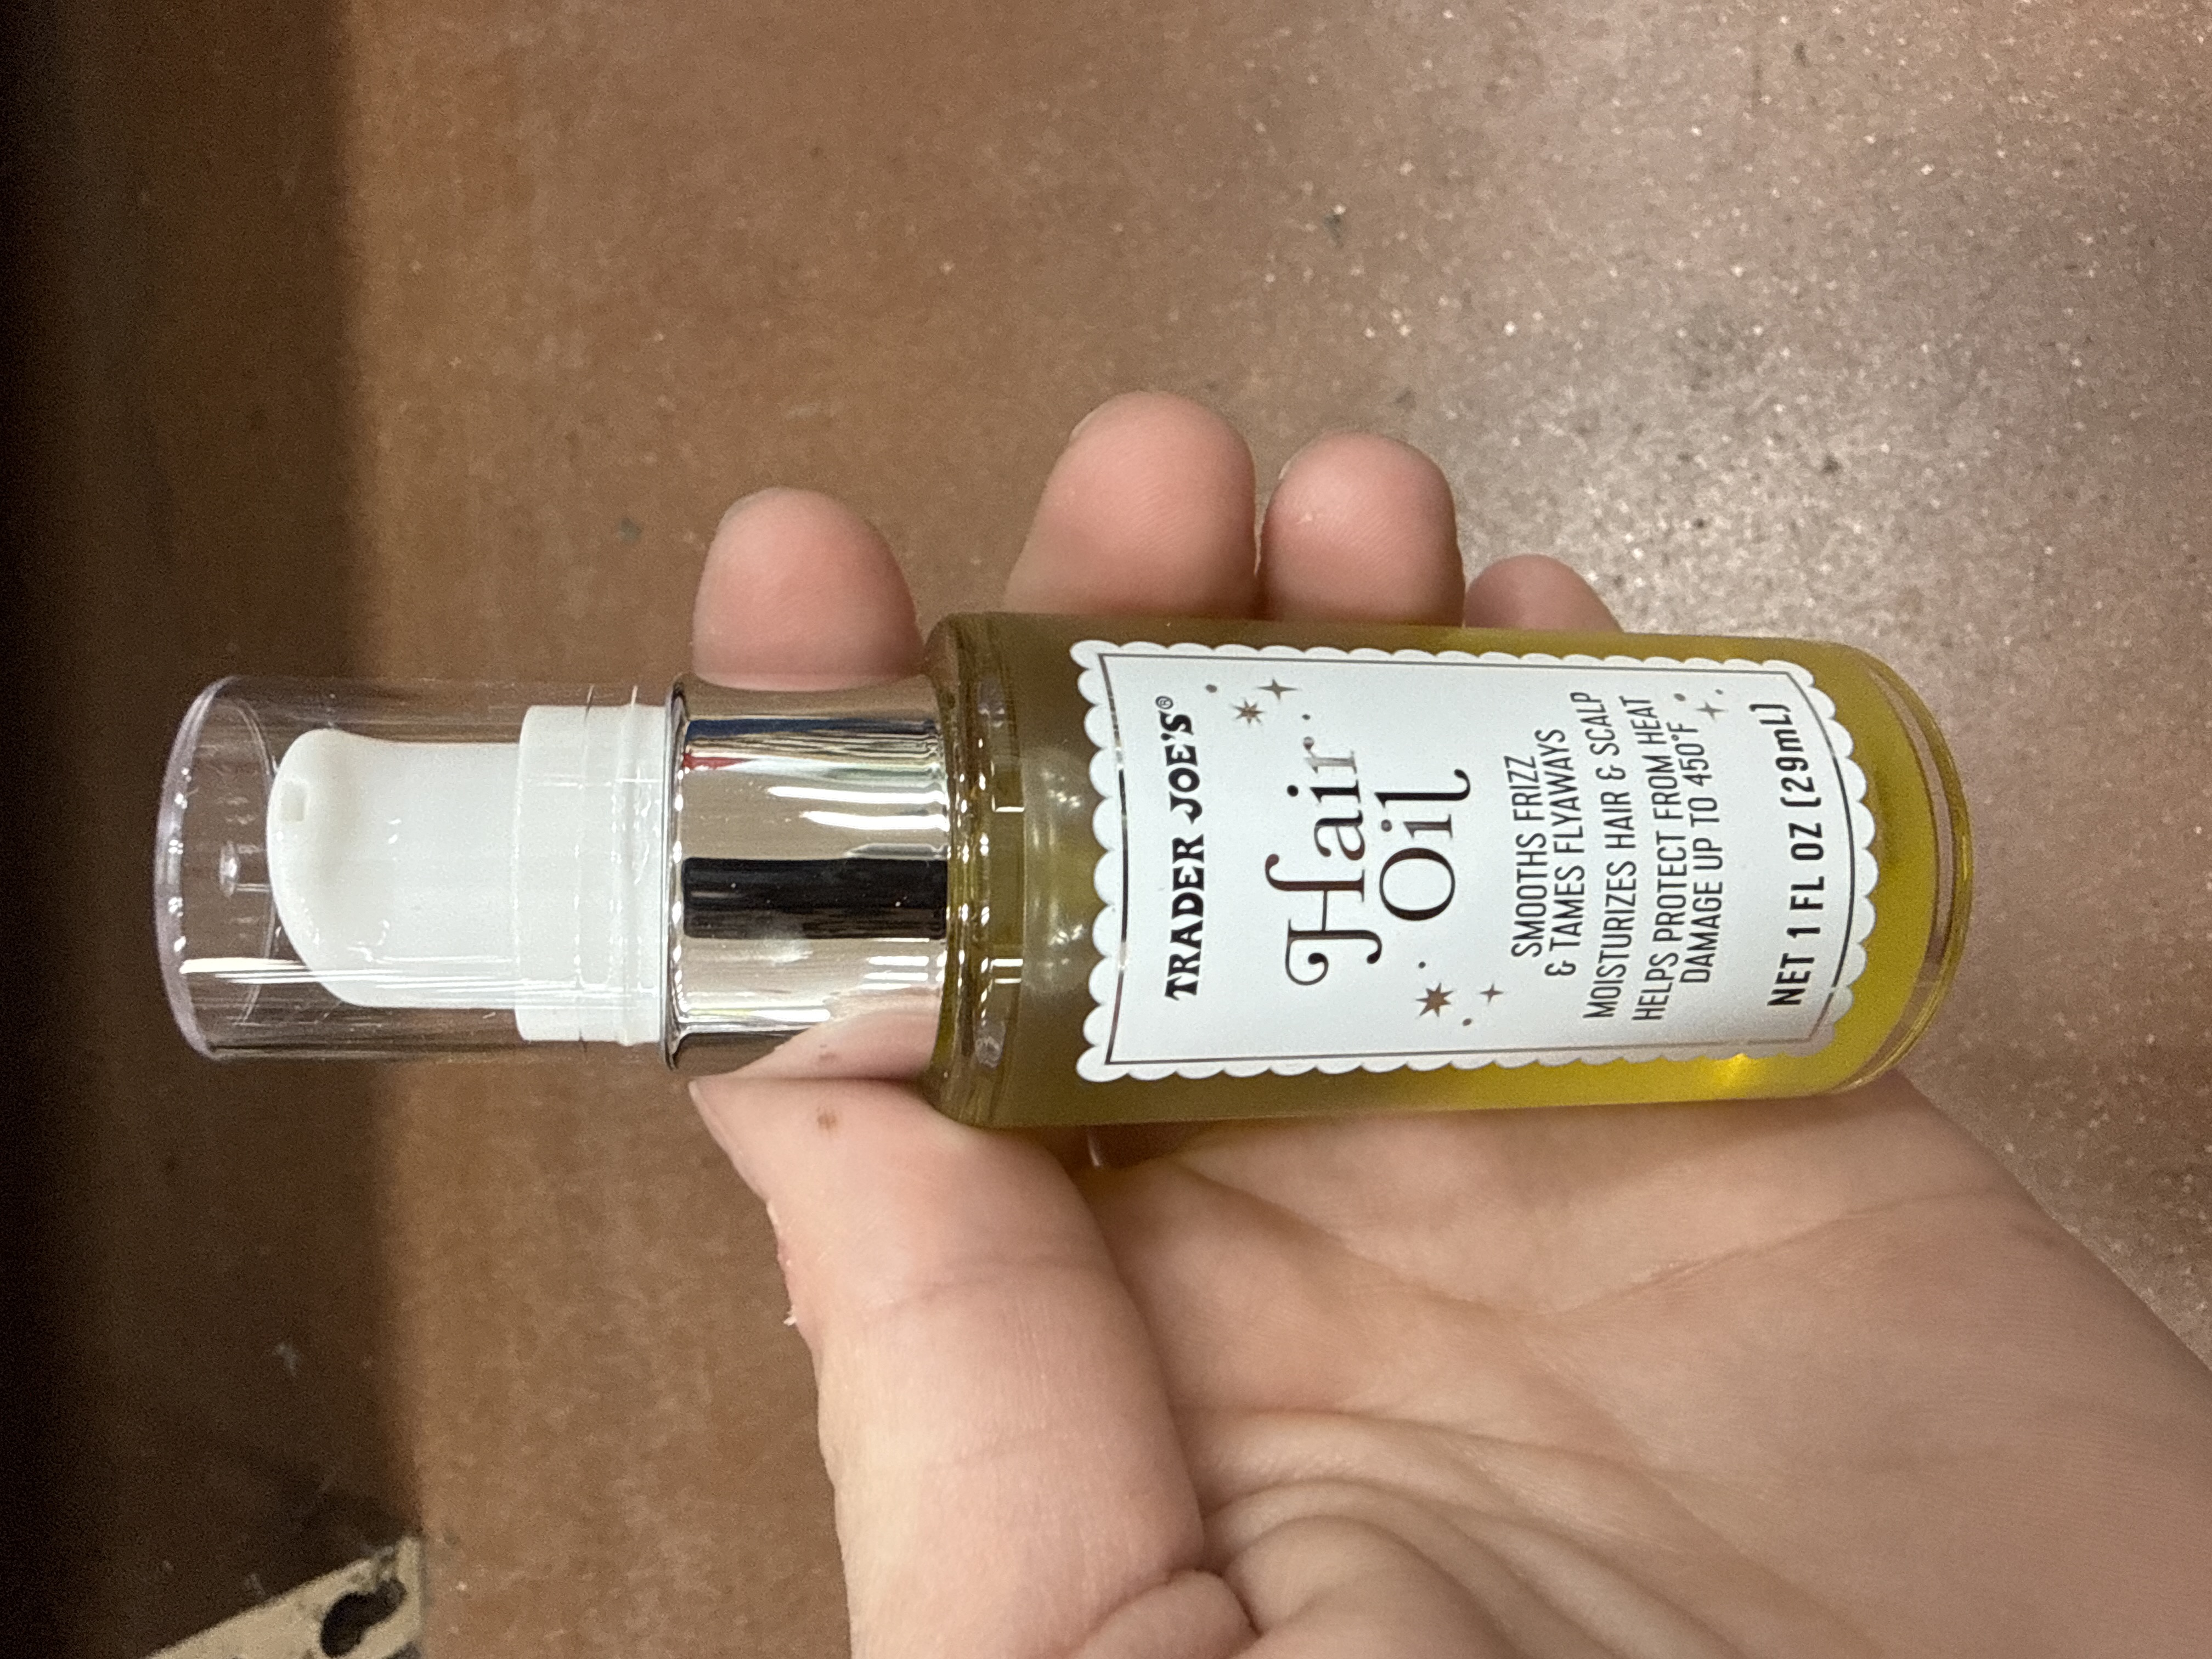 TRADER JOE'S®
Hair
Oil
SMOOTHS FRIZZ
& TAMES FLYAWAYS
MOISTURIZES HAIR & SCALP
HELPS PROTECT FROM HEAT
DAMAGE UP TO 450°F
NET 1 FL OZ (29mL)